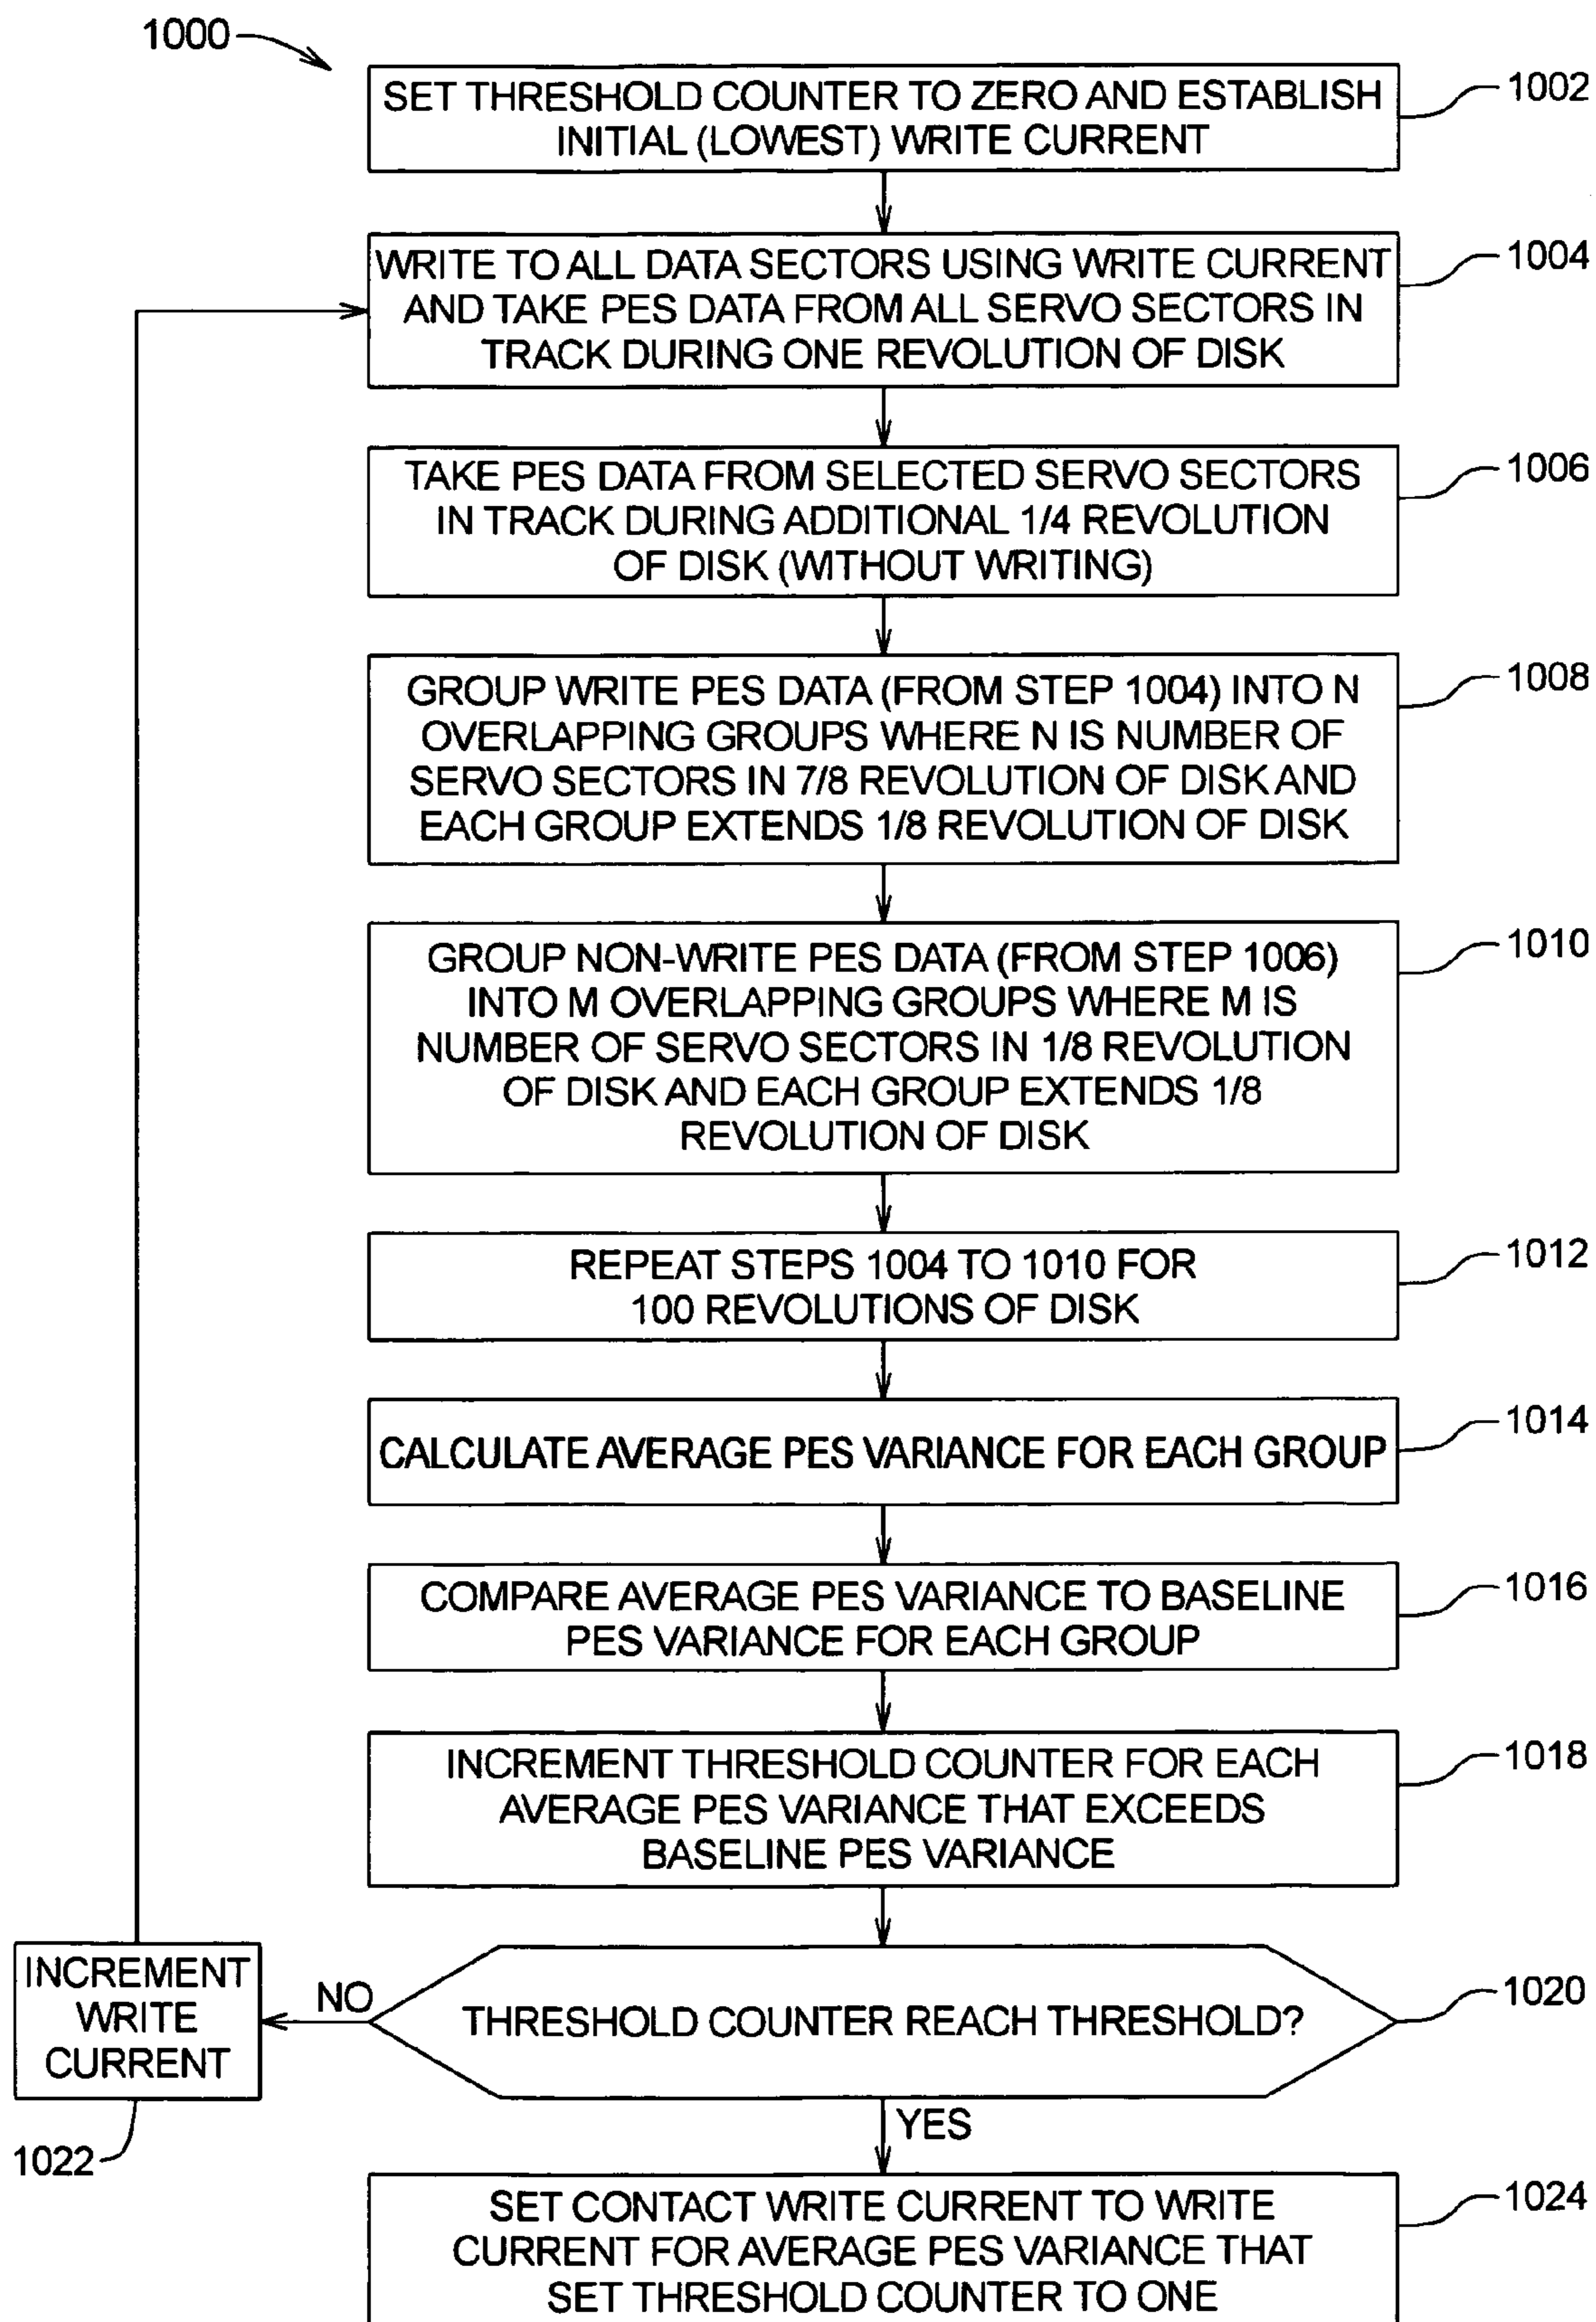 1000
SET THRESHOLD COUNTER TO ZERO AND ESTABLISH
INITIAL (LOWEST) WRITE CURRENT
1002
WRITE TO ALL DATA SECTORS USING WRITE CURRENT
AND TAKE PES DATA FROM ALL SERVO SECTORS IN
TRACK DURING ONE REVOLUTION OF DISK
1004
TAKE PES DATA FROM SELECTED SERVO SECTORS
IN TRACK DURING ADDITIONAL 1/4 REVOLUTION
OF DISK (WITHOUT WRITING)
1006
GROUP WRITE PES DATA (FROM STEP 1004) INTO N
OVERLAPPING GROUPS WHERE N IS NUMBER OF
SERVO SECTORS IN 7/8 REVOLUTION OF DISK AND
EACH GROUP EXTENDS 1/8 REVOLUTION OF DISK
1008
GROUP NON-WRITE PES DATA (FROM STEP 1006)
INTO M OVERLAPPING GROUPS WHERE M IS
NUMBER OF SERVO SECTORS IN 1/8 REVOLUTION
OF DISK AND EACH GROUP EXTENDS 1/8
REVOLUTION OF DISK
1010
REPEAT STEPS 1004 TO 1010 FOR
100 REVOLUTIONS OF DISK
1012
CALCULATE AVERAGE PES VARIANCE FOR EACH GROUP
1014
COMPARE AVERAGE PES VARIANCE TO BASELINE
PES VARIANCE FOR EACH GROUP
1016
INCREMENT THRESHOLD COUNTER FOR EACH
AVERAGE PES VARIANCE THAT EXCEEDS
BASELINE PES VARIANCE
1018
THRESHOLD COUNTER REACH THRESHOLD?
1020
NO
INCREMENT
WRITE
CURRENT
1022
YES
SET CONTACT WRITE CURRENT TO WRITE
CURRENT FOR AVERAGE PES VARIANCE THAT
SET THRESHOLD COUNTER TO ONE
1024